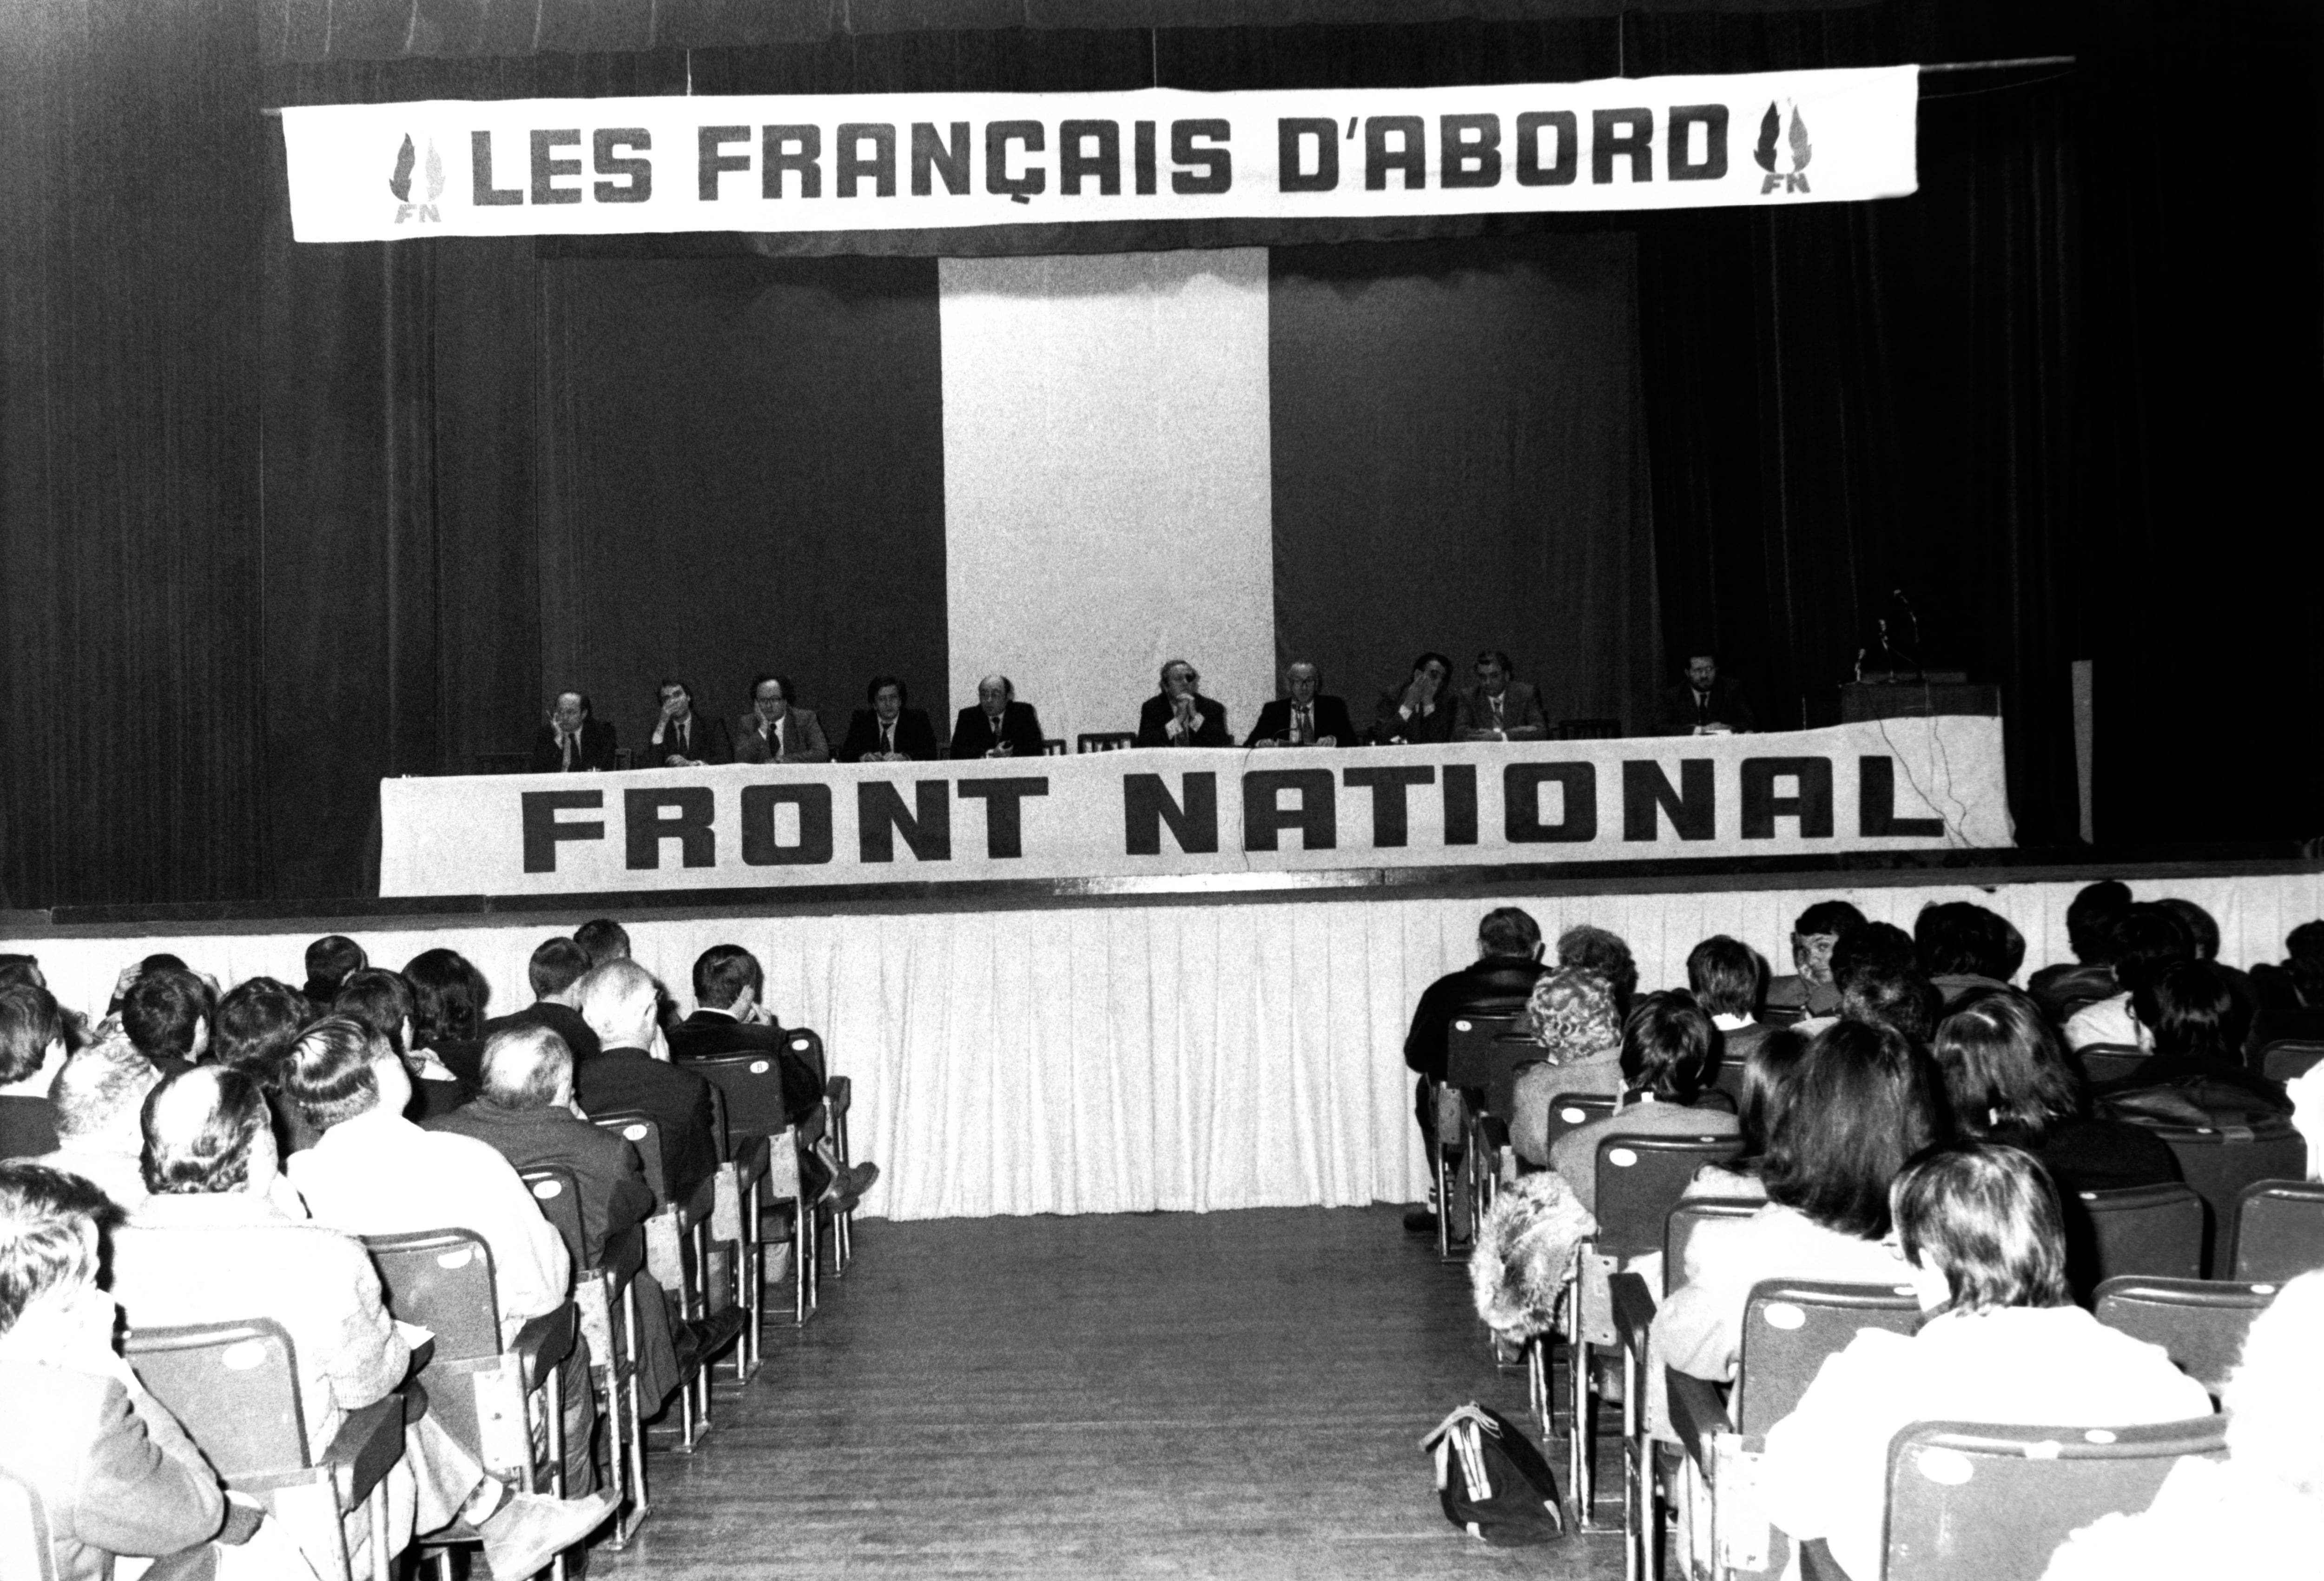 LES FRANÇAIS D'ABORD
FN
FN
FRONT NATIONAL